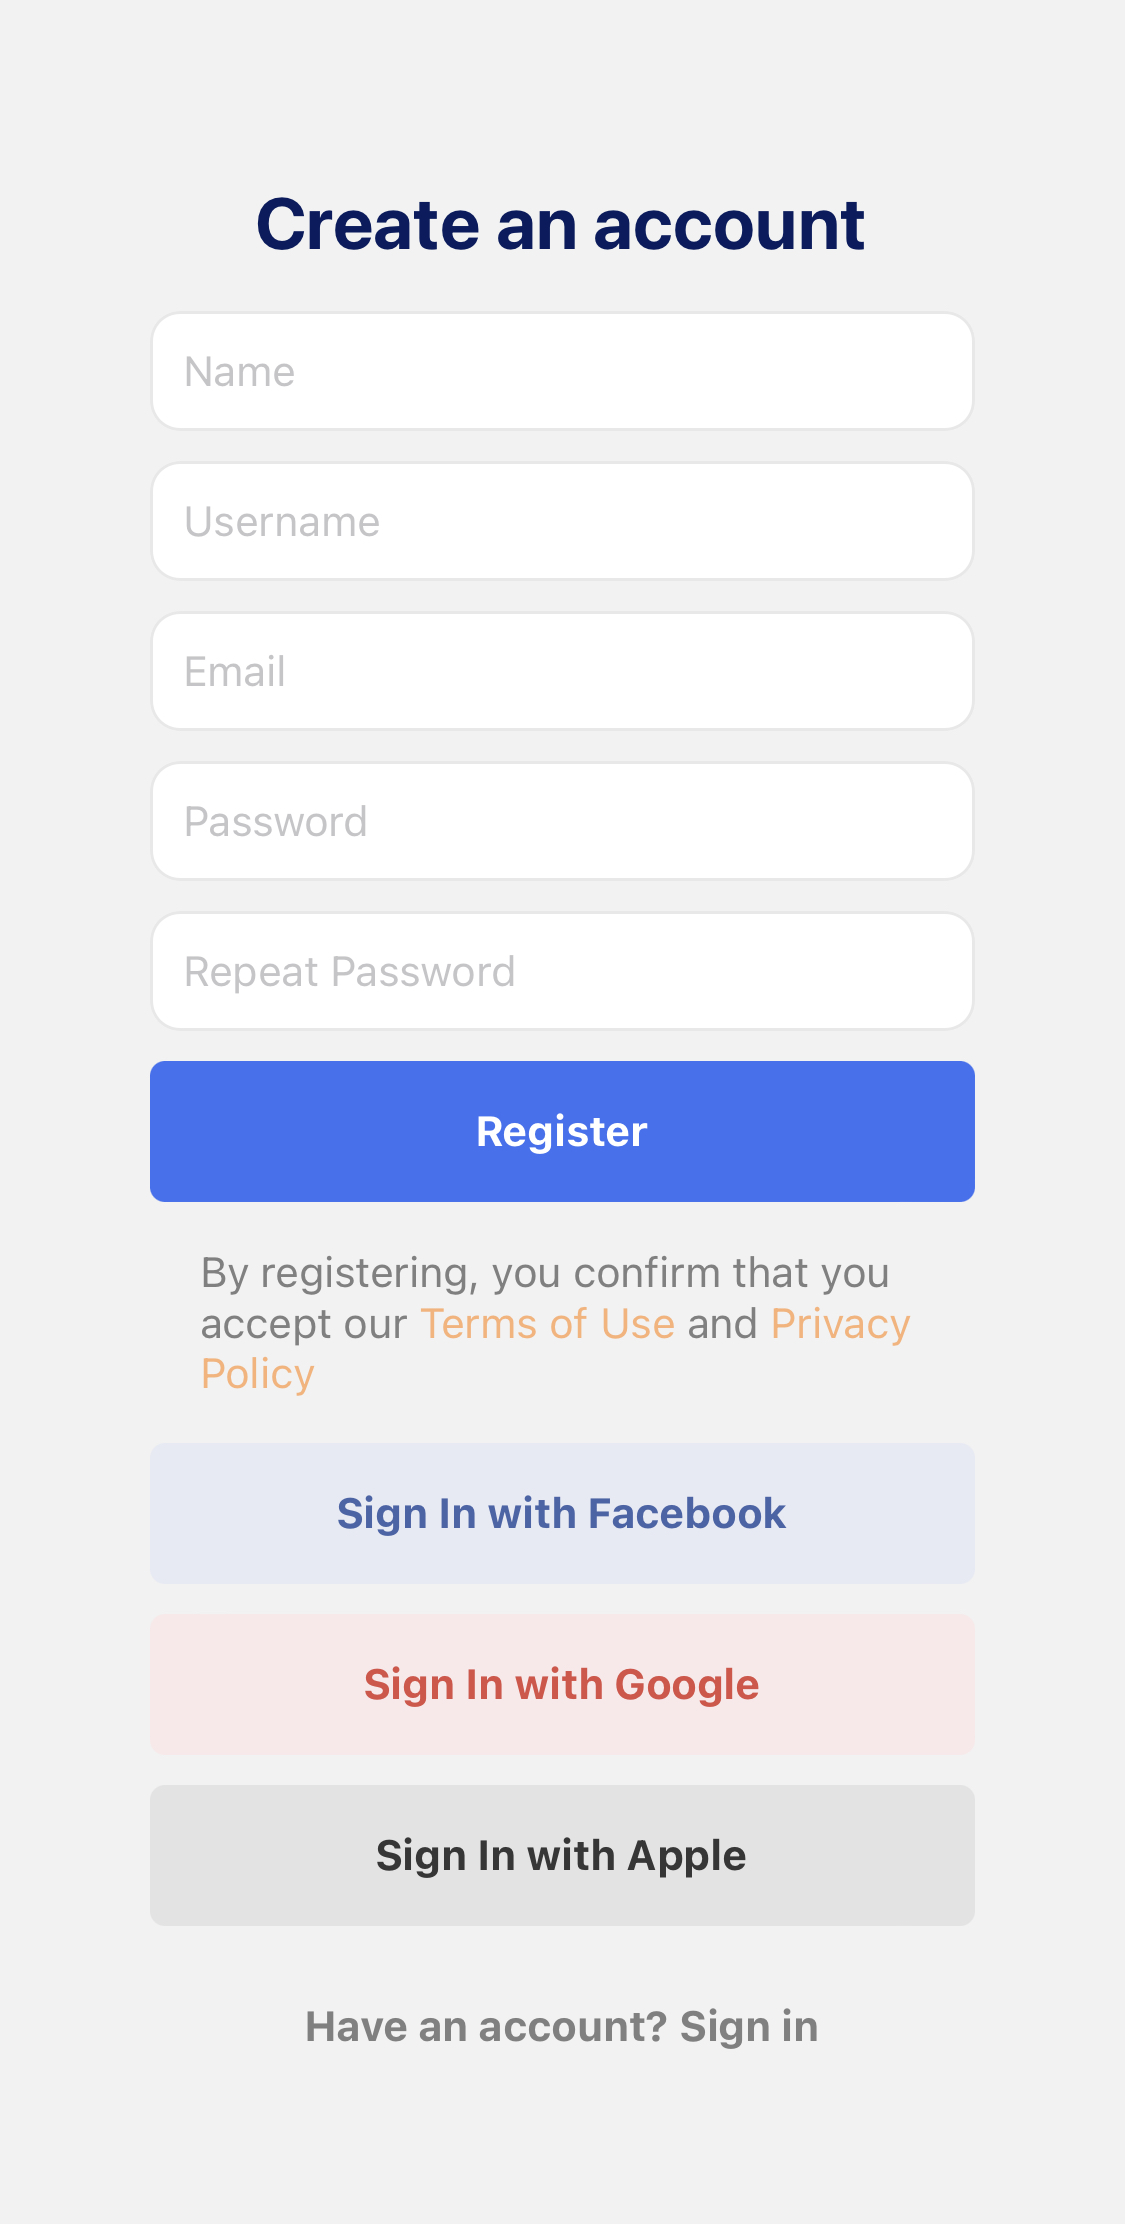 Create an account
Name
Username
Email
Password
Repeat Password
Register
By registering, you confirm that you
accept our Terms of Use and Privacy
Policy
Sign In with Facebook
Sign In with Google
Sign In with Apple
Have an account? Sign in